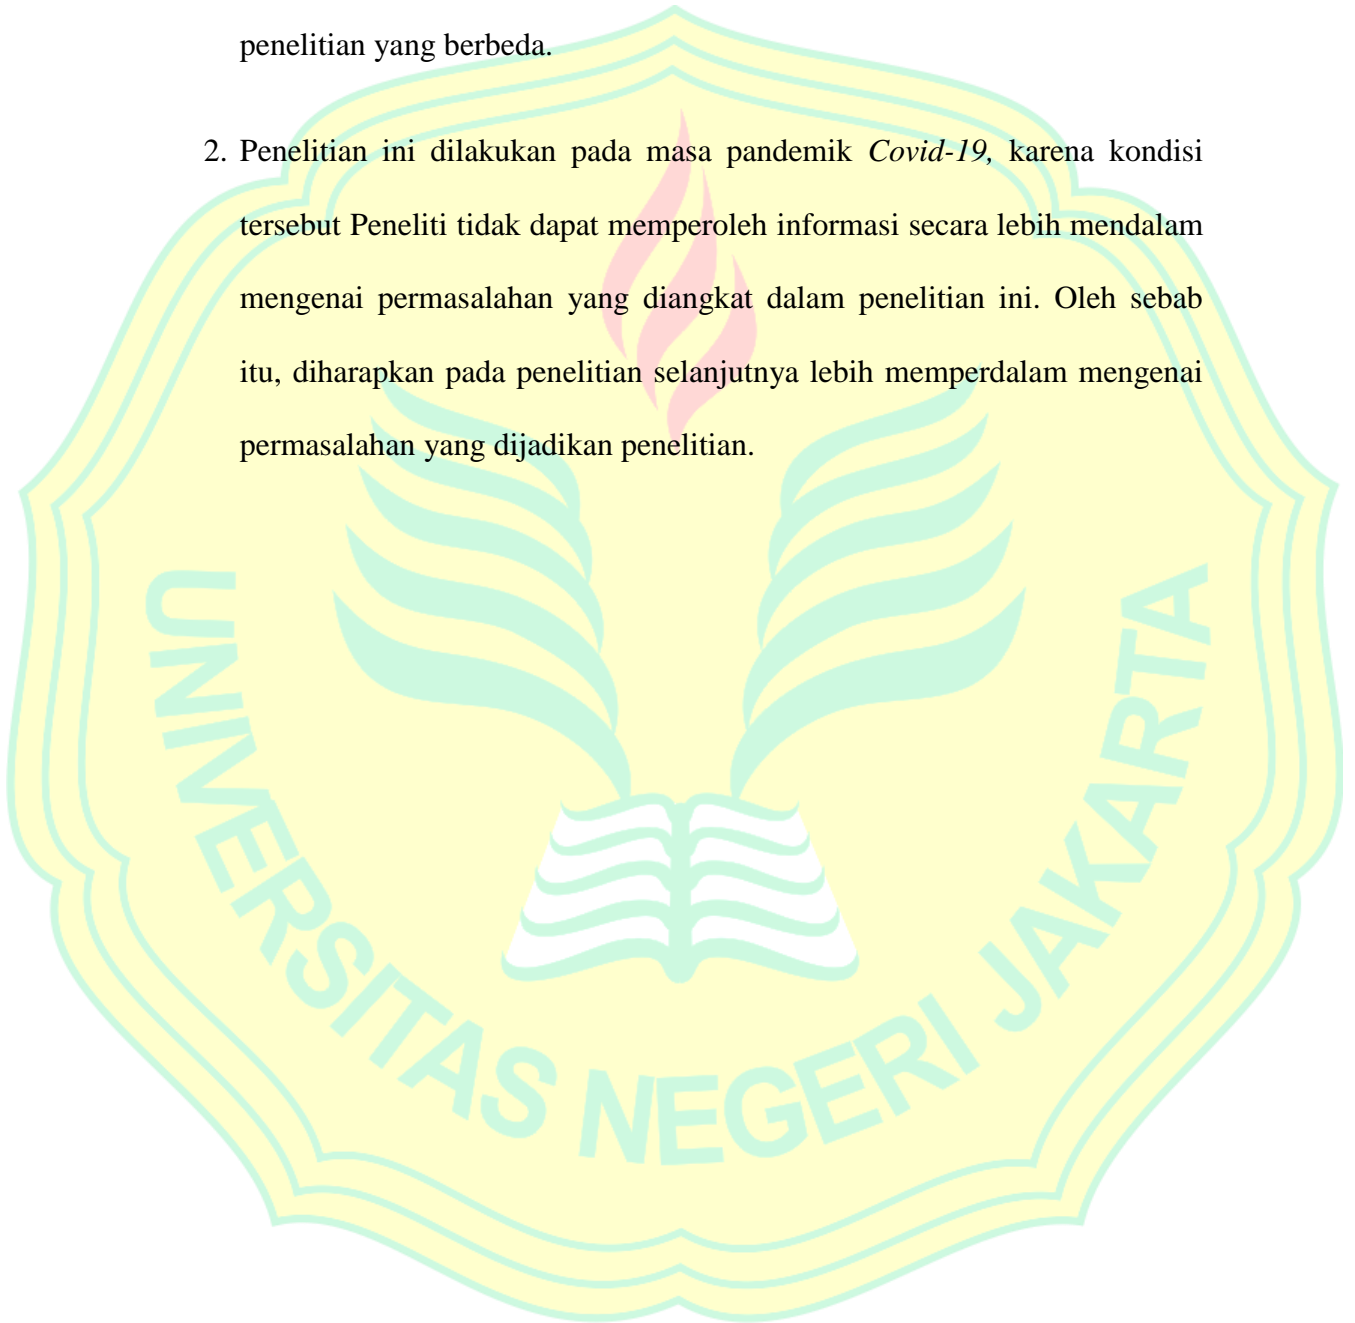 penelitian yang berbeda.
2. Penelitian ini dilakukan pada masa pandemik Covid-19, karena kondisi
tersebut Peneliti tidak dapat memperoleh informasi secara lebih mendalam
mengenai permasalahan yang diangkat dalam penelitian ini. Oleh sebab
itu, diharapkan pada penelitian selanjutnya lebih memperdalam mengenai
permasalahan yang dijadikan penelitian.
UNIVERSITAS NEGERI JAKARTA